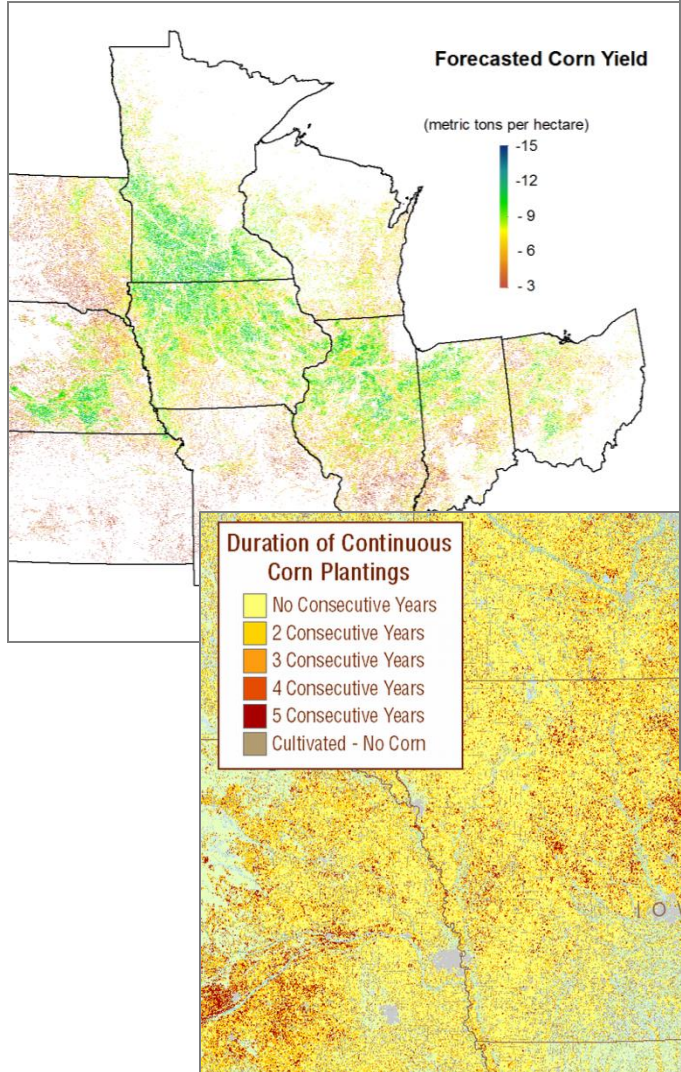 Forecasted Corn Yield
(metric tons per hectare)
-15
-12
- 9
- 6
- 3
Duration of Continuous
Corn Plantings
No Consecutive Years
2 Consecutive Years
3 Consecutive Years
4 Consecutive Years
5 Consecutive Years
Cultivated - No Corn
I O